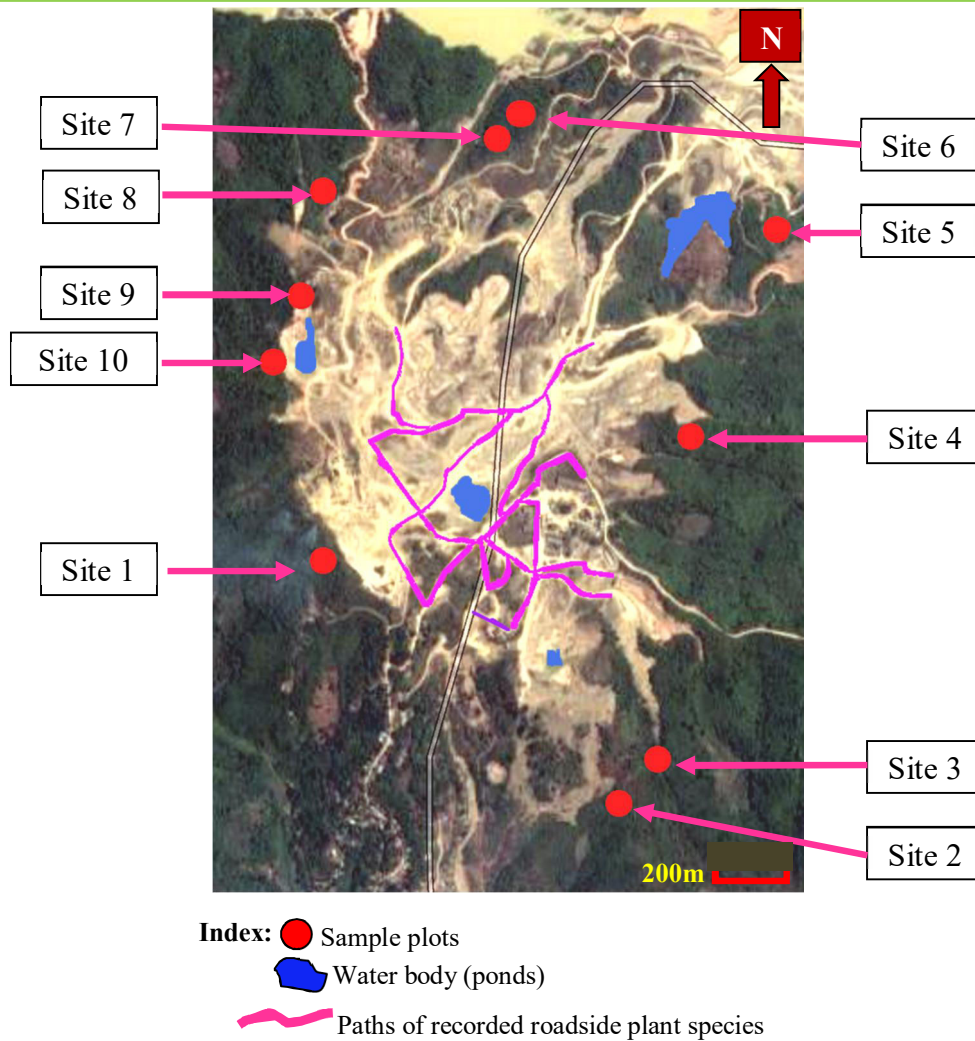 N
Site 7
Site 6
Site 8
Site 5
Site 9
Site 10
Site 4
Site 1
Site 3
Site 2
200m
Index: Sample plots
Water body (ponds)
Paths of recorded roadside plant species